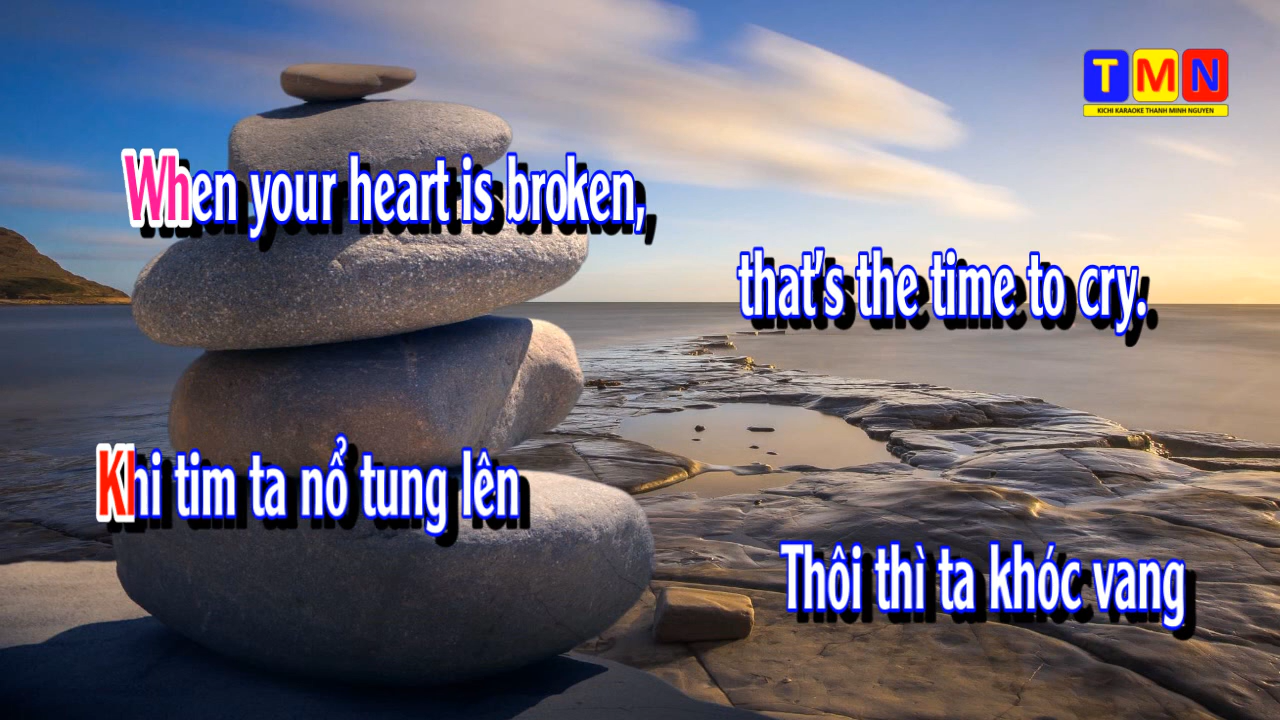 TMN
KICHI KARAOKE THANH MINH NGUYEN
When your heart is broken,
that's the time to cry.
Khi tim ta nổ tung lên
Thôi thì ta khóc vang